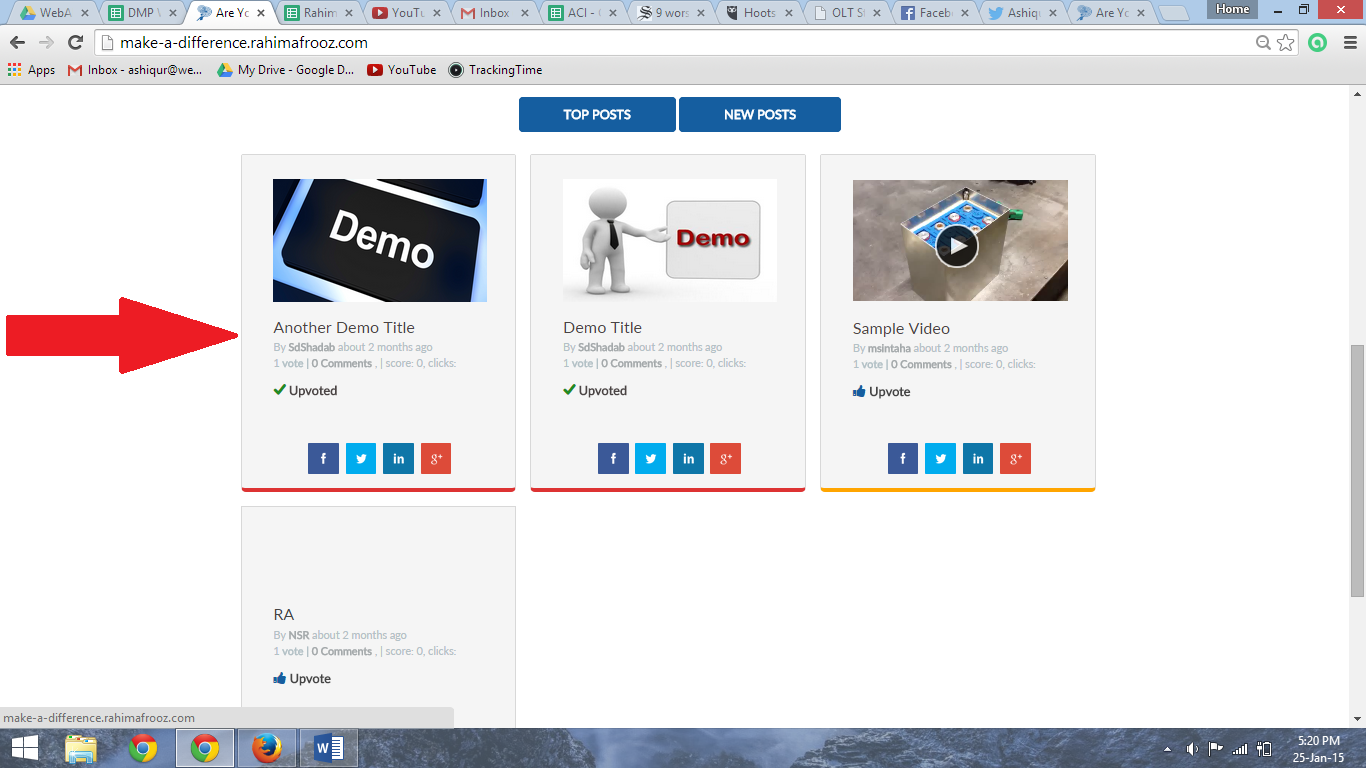 WebA
DMP V
Are Yo
Rahim
YouTu
Inbox
ACI -
9 wors
Hoots
OLT St
Faceb
Ashiqu
Are Yo
Home
make-a-difference.rahimafrooz.com
Apps
Inbox - ashiqur@we...
My Drive - Google D...
YouTube
TrackingTime
TOP POSTS
NEW POSTS
Demo
Another Demo Title
By SdShadab about 2 months ago
1 vote | 0 Comments , | score: 0, clicks:
Upvoted
f
in
g+
Demo
Demo Title
By SdShadab about 2 months ago
1 vote | 0 Comments , | score: 0, clicks:
Upvoted
f
in
g+
Sample Video
By msintaha about 2 months ago
1 vote | 0 Comments , | score: 0, clicks:
Upvote
f
in
g+
RA
By NSR about 2 months ago
1 vote | 0 Comments , | score: 0, clicks:
Upvote
make-a-difference.rahimafrooz.com
5:20 PM
25-Jan-15